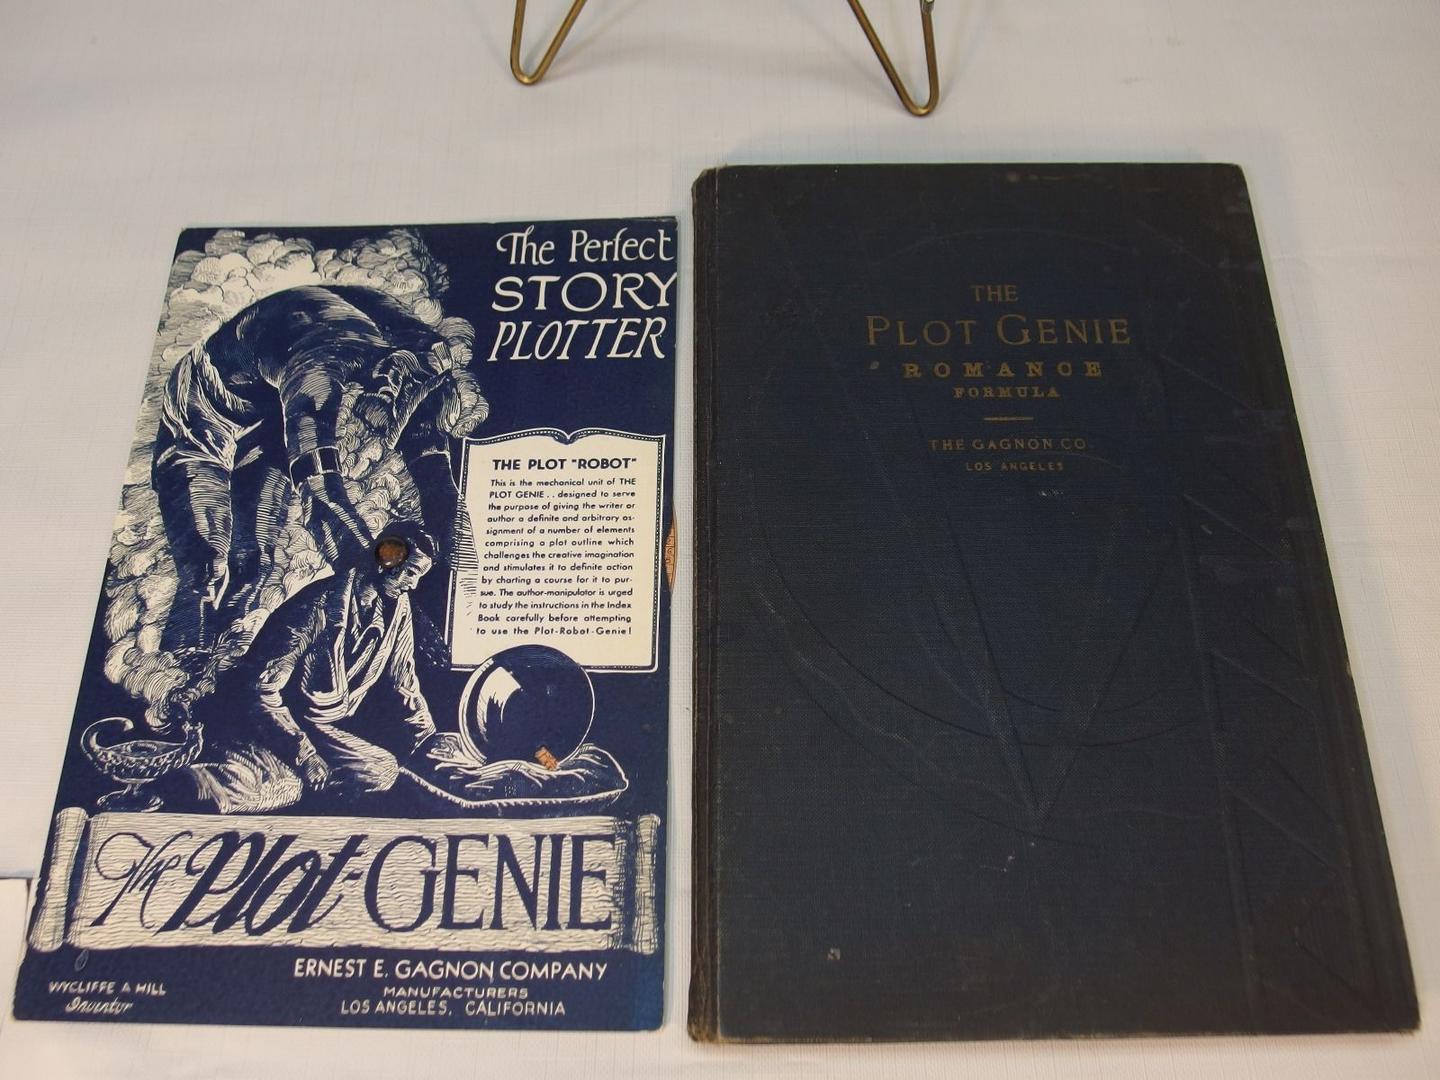 The Perfect
STORY
PLOTTER
THE PLOT "ROBOT"
This is the mechanical unit of THE
PLOT GENIE . . designed to serve
the purpose of giving the writer or
author a definite and arbitrary as-
signment of a number of elements
comprising a plot outline which
challenges the creative imagination
and stimulates it to definite action
by charting a course for it to pur-
sue. The author-manipulator is urged
to study the instructions in the Index
Book carefully before attempting
to use the Plot-Robot-Genie!
The Plot-GENIE
ERNEST E. GAGNON COMPANY
MANUFACTURERS
LOS ANGELES, CALIFORNIA
WYCLIFFE A HILL
Inventor
THE
PLOT GENIE
ROMANCE
FORMULA
THE GAGNON CO.
LOS ANGELES